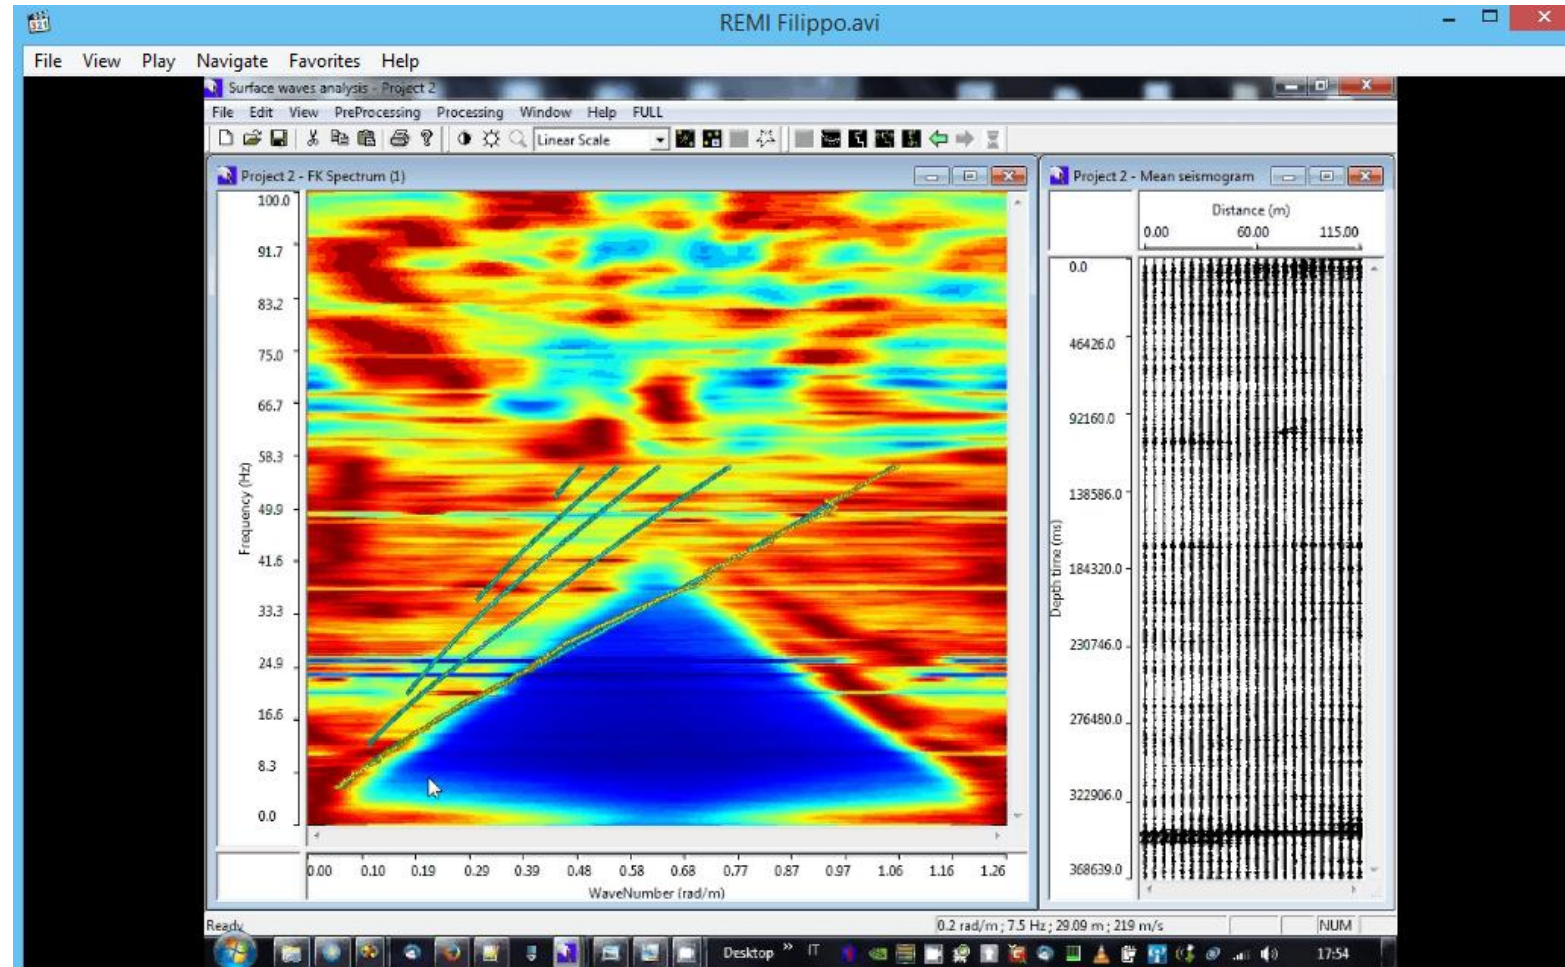 REMI Filippo.avi
File View Play Navigate Favorites Help
Surface waves analysis - Project 2
File Edit View PreProcessing Processing Window Help FULL
Linear Scale
Project 2 - FK Spectrum (1)
100.0
91.7
83.2
75.0
66.7
58.3
49.9
41.6
33.3
24.9
16.6
8.3
0.0
Frequency (Hz)
0.00 0.10 0.19 0.29 0.39 0.48 0.58 0.68 0.77 0.87 0.97 1.06 1.16 1.26
WaveNumber (rad/m)
Project 2 - Mean seismogram
Distance (m)
0.00 60.00 115.00
0.0
46426.0
92160.0
138586.0
184320.0
230746.0
276480.0
322906.0
368639.0
Depth time (ms)
Ready
0.2 rad/m ; 7.5 Hz ; 29.09 m ; 219 m/s
NUM
Desktop » IT
17:54